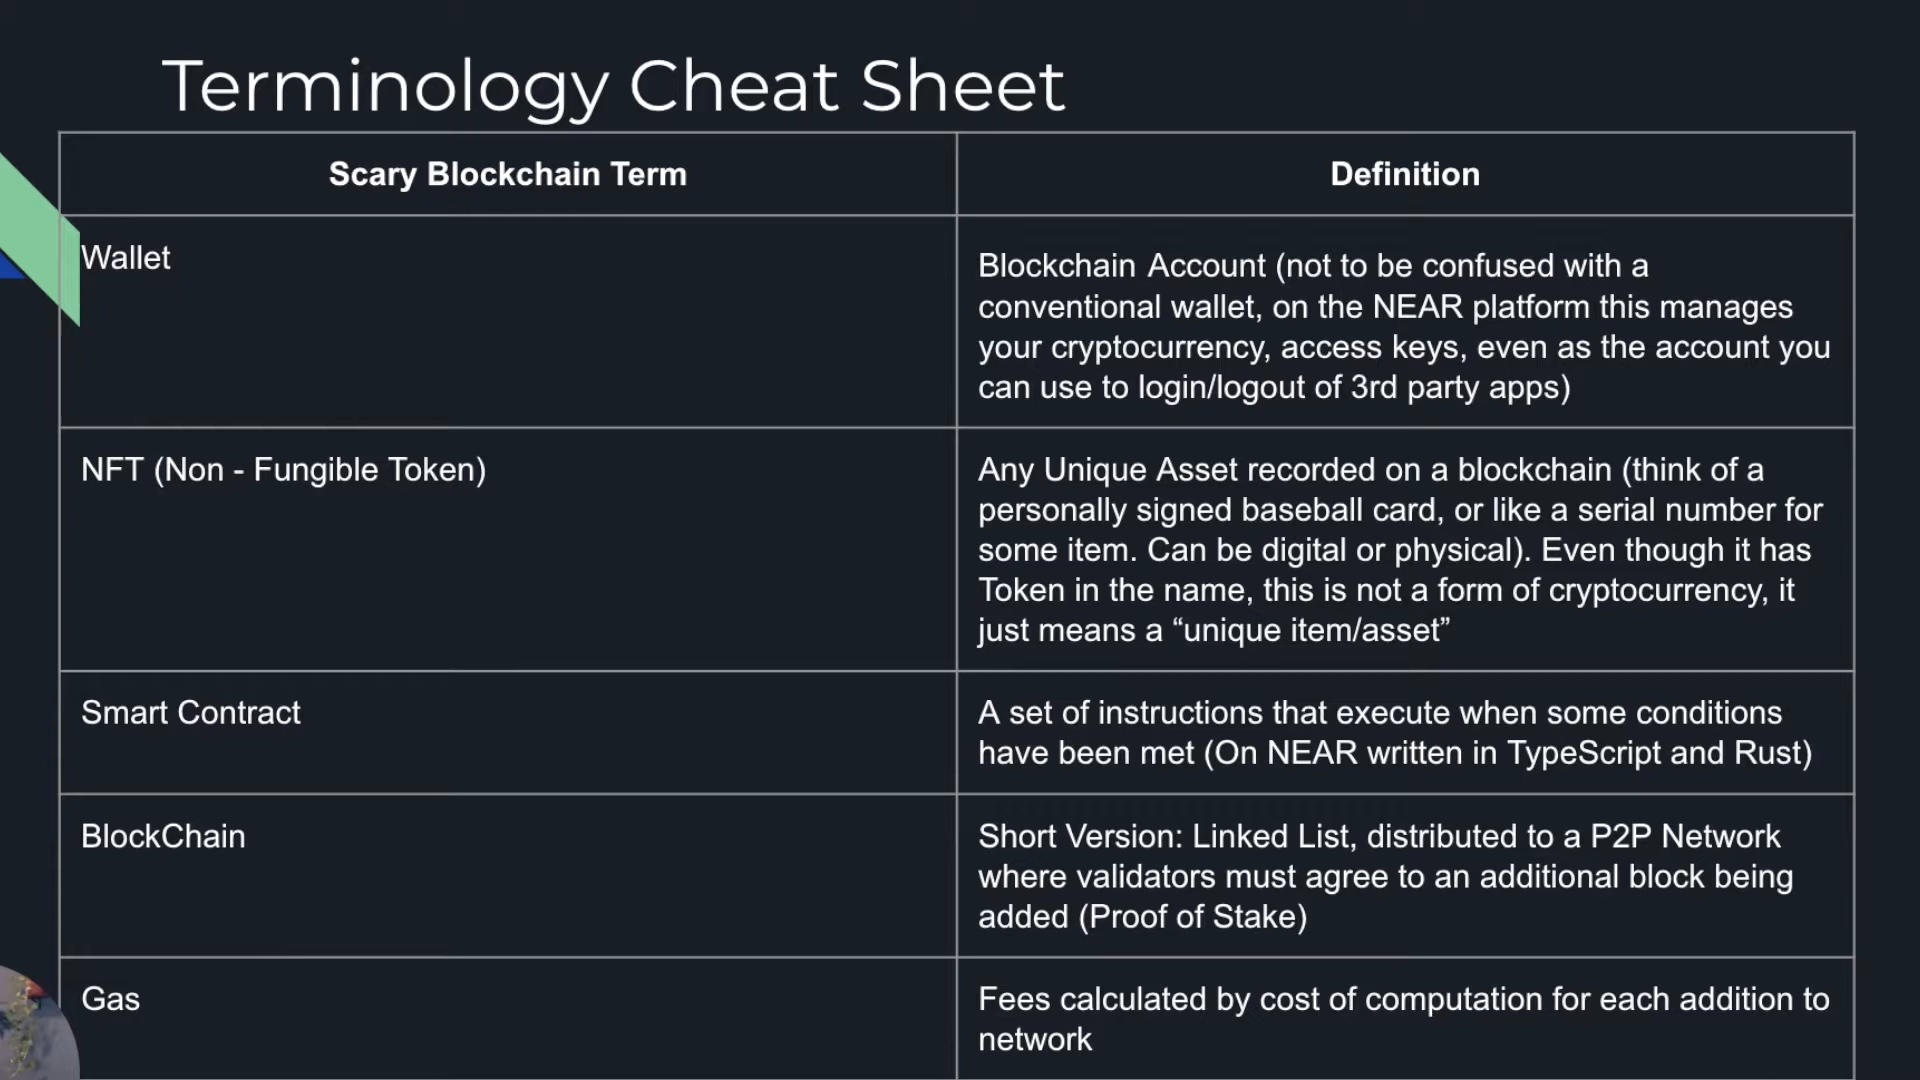 Terminology Cheat Sheet
Scary Blockchain Term
Definition
Wallet
Blockchain Account (not to be confused with a
conventional wallet, on the NEAR platform this manages
your cryptocurrency, access keys, even as the account you
can use to login/logout of 3rd party apps)
NFT (Non - Fungible Token)
Any Unique Asset recorded on a blockchain (think of a
personally signed baseball card, or like a serial number for
some item. Can be digital or physical). Even though it has
Token in the name, this is not a form of cryptocurrency, it
just means a “unique item/asset”
Smart Contract
A set of instructions that execute when some conditions
have been met (On NEAR written in TypeScript and Rust)
BlockChain
Short Version: Linked List, distributed to a P2P Network
where validators must agree to an additional block being
added (Proof of Stake)
Gas
Fees calculated by cost of computation for each addition to
network